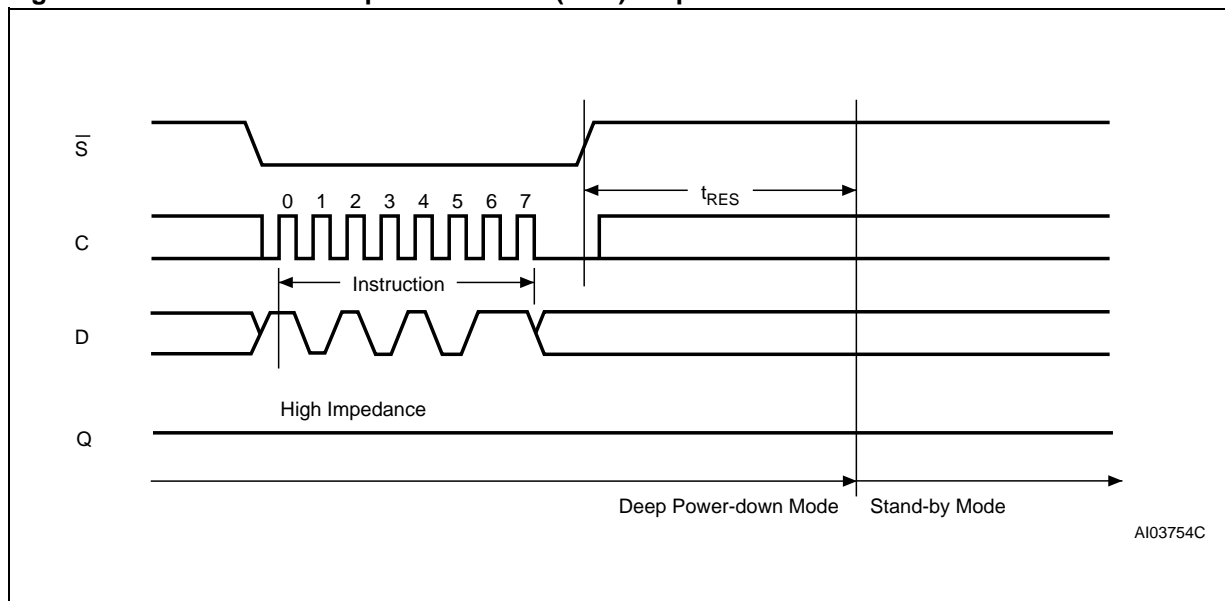 S
tRES
0 1 2 3 4 5 6 7
C
Instruction
D
High Impedance
Q
Deep Power-down Mode Stand-by Mode
AI03754C